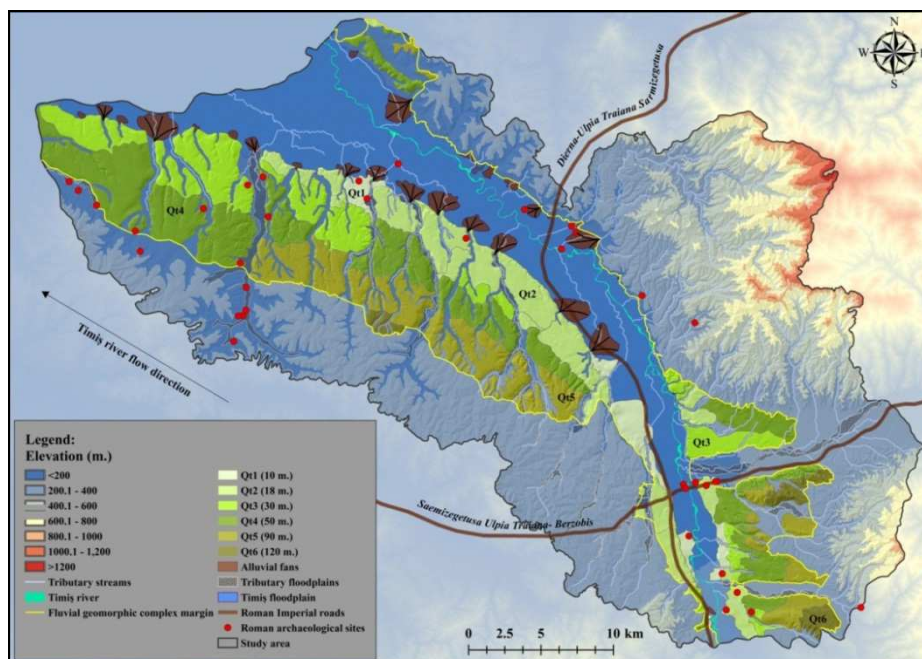 N
W
E
S
Dierna-Ulpia Traiana Sarmizegetusa
Qt1
Qt4
Qt2
Timiș river flow direction
Qt5
Qt3
Saemizegetusa Ulpia Traiana- Berzobis
Qt6
Legend:
Elevation (m.)
<200
200.1 - 400
400.1 - 600
600.1 - 800
800.1 - 1000
1000.1 - 1,200
>1200
Tributary streams
Timiș river
Fluvial geomorphic complex margin
Qt1 (10 m.)
Qt2 (18 m.)
Qt3 (30 m.)
Qt4 (50 m.)
Qt5 (90 m.)
Qt6 (120 m.)
Alluvial fans
Tributary floodplains
Timiș floodplain
Roman Imperial roads
Roman archaeological sites
Study area
0 2.5 5 10 km